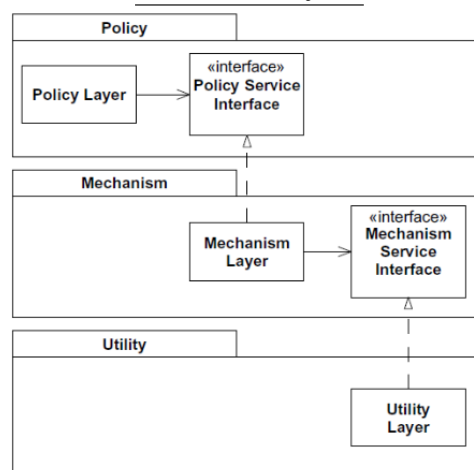 Policy
Policy Layer
«interface»
Policy Service
Interface
Mechanism
Mechanism
Layer
«interface»
Mechanism
Service
Interface
Utility
Utility
Layer